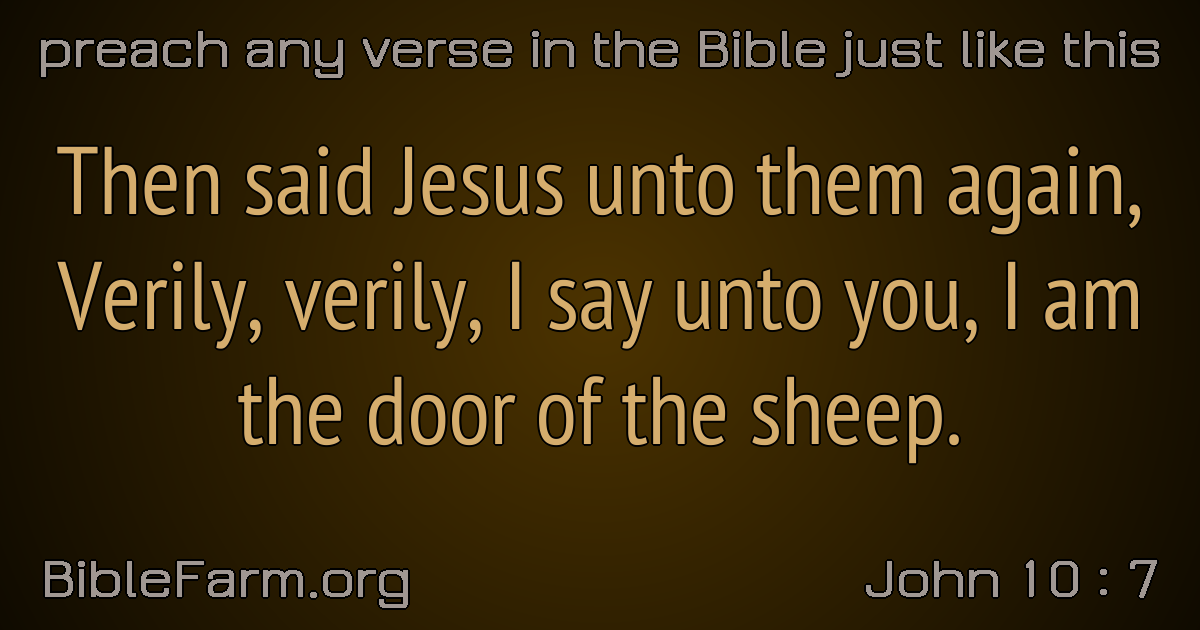 preach any verse in the Bible just like this
Then said Jesus unto them again,
Verily, verily, I say unto you, I am
the door of the sheep.
BibleFarm.org
John 10 : 7